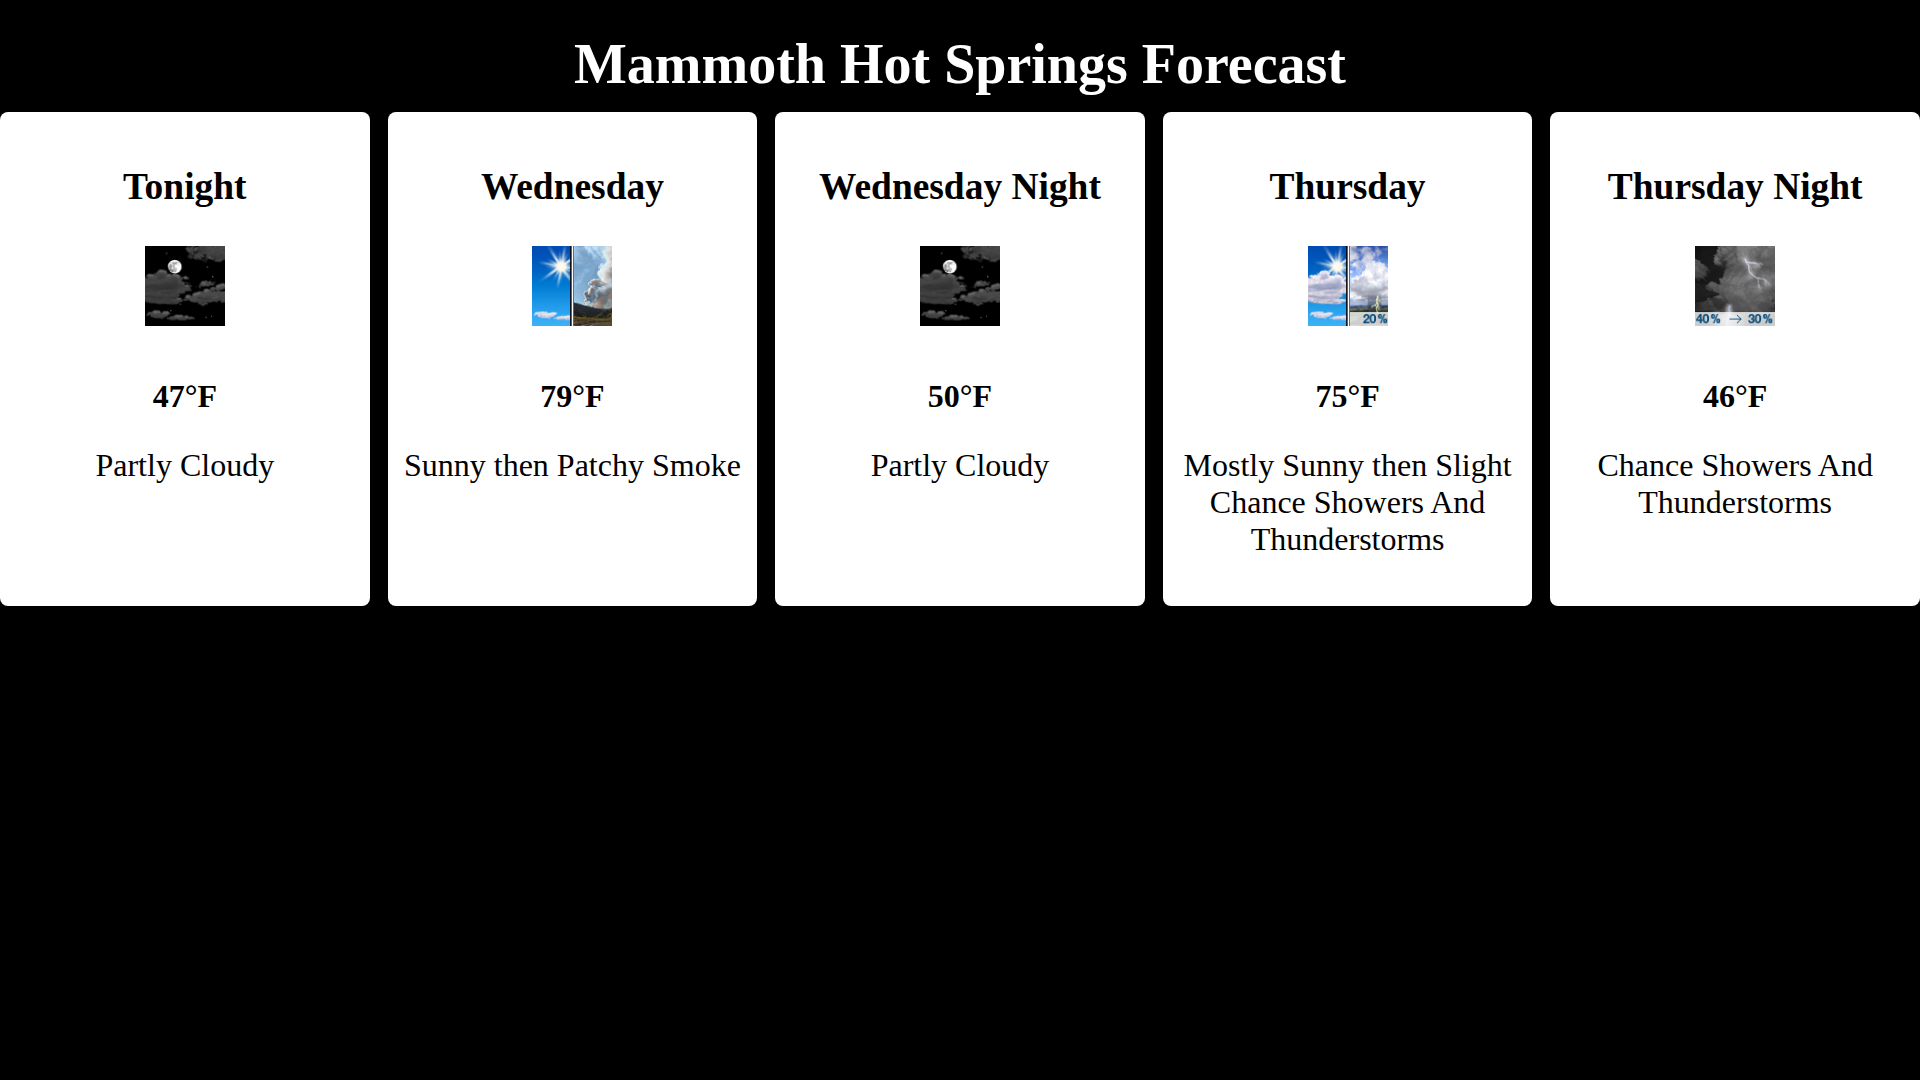 Mammoth Hot Springs Forecast
Tonight
47°F
Partly Cloudy
Wednesday
79°F
Sunny then Patchy Smoke
Wednesday Night
50°F
Partly Cloudy
Thursday
20%
75°F
Mostly Sunny then Slight
Chance Showers And
Thunderstorms
Thursday Night
40% → 30%
46°F
Chance Showers And
Thunderstorms